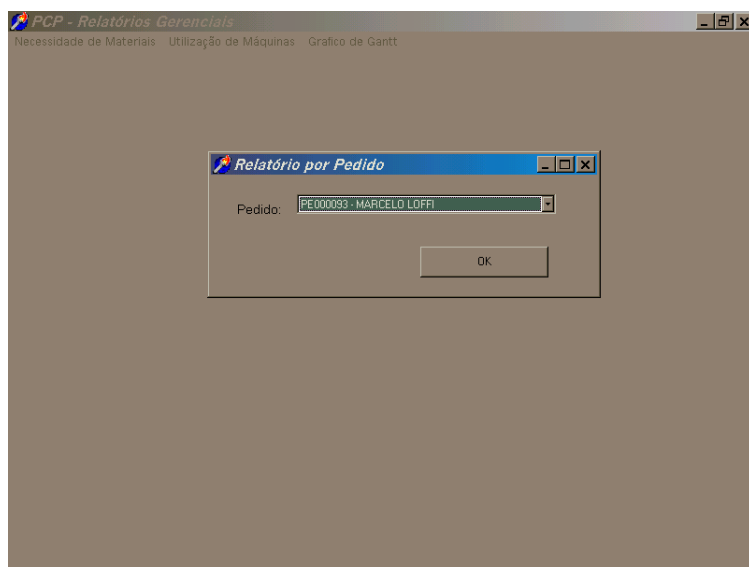 PCP - Relatórios Gerenciais
Necessidade de Materiais Utilização de Máquinas Grafico de Gantt
Relatório por Pedido
Pedido: PE000093 - MARCELO LOFFI
OK